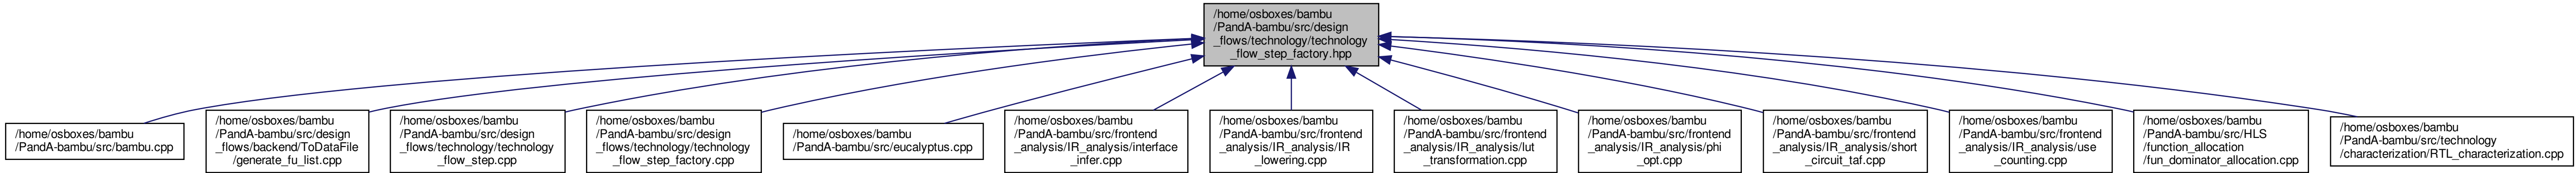 /home/osboxes/bambu
/PandA-bambu/src/design
_flows/technology/technology
_flow_step_factory.hpp
/home/osboxes/bambu
/PandA-bambu/src/bambu.cpp
/home/osboxes/bambu
/PandA-bambu/src/design
_flows/backend/ToDataFile
/generate_fu_list.cpp
/home/osboxes/bambu
/PandA-bambu/src/design
_flows/technology/technology
_flow_step.cpp
/home/osboxes/bambu
/PandA-bambu/src/design
_flows/technology/technology
_flow_step_factory.cpp
/home/osboxes/bambu
/PandA-bambu/src/eucalyptus.cpp
/home/osboxes/bambu
/PandA-bambu/src/frontend
_analysis/IR_analysis/interface
_infer.cpp
/home/osboxes/bambu
/PandA-bambu/src/frontend
_analysis/IR_analysis/IR
_lowering.cpp
/home/osboxes/bambu
/PandA-bambu/src/frontend
_analysis/IR_analysis/lut
_transformation.cpp
/home/osboxes/bambu
/PandA-bambu/src/frontend
_analysis/IR_analysis/phi
_opt.cpp
/home/osboxes/bambu
/PandA-bambu/src/frontend
_analysis/IR_analysis/short
_circuit_taf.cpp
/home/osboxes/bambu
/PandA-bambu/src/frontend
_analysis/IR_analysis/use
_counting.cpp
/home/osboxes/bambu
/PandA-bambu/src/HLS
/function_allocation
/fun_dominator_allocation.cpp
/home/osboxes/bambu
/PandA-bambu/src/technology
/characterization/RTL_characterization.cpp